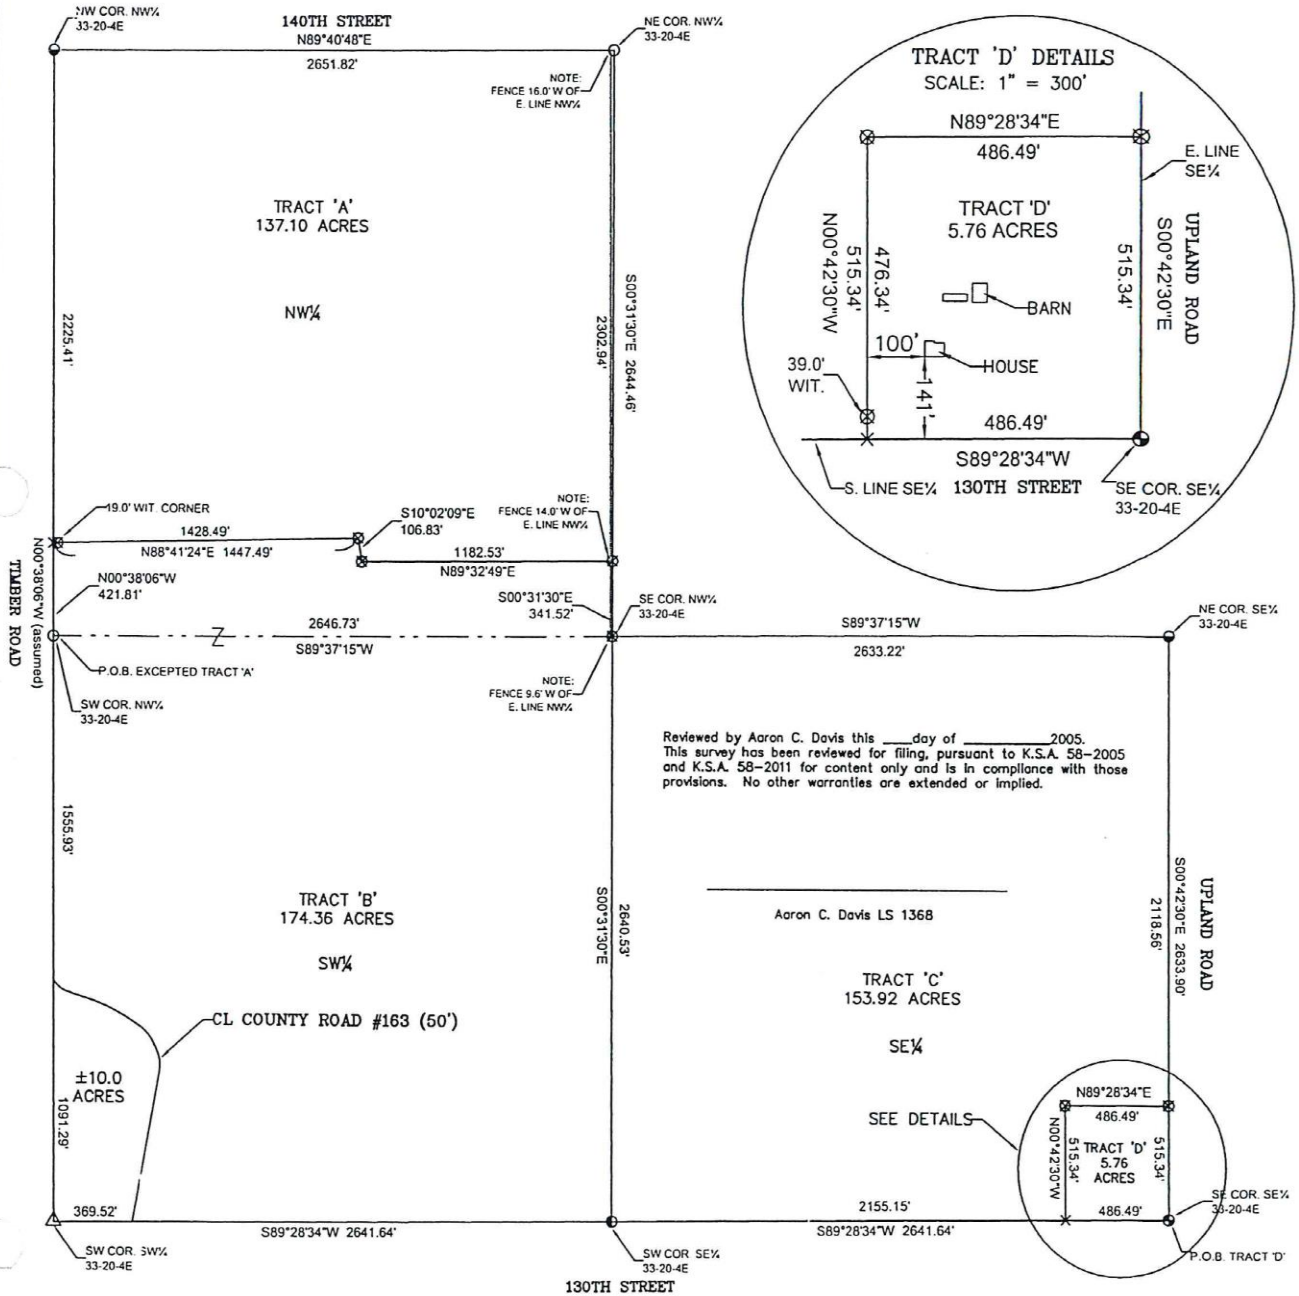 NW COR. NW¼
33-20-4E
140TH STREET
N89°40'48"E
2651.82'
NE COR. NW¼
33-20-4E
NOTE:
FENCE 16.0' W OF
E. LINE NW¼
TRACT 'A'
137.10 ACRES
NW¼
2225.41'
S00°31'30"E 2644.46'
2302.94'
TRACT 'D' DETAILS
SCALE: 1" = 300'
N89°28'34"E
486.49'
E. LINE
SE¼
TRACT 'D'
5.76 ACRES
N00°42'30"W
515.34'
476.34'
515.34'
S00°42'30"E
UPLAND ROAD
BARN
100'
HOUSE
39.0'
WIT.
141'
486.49'
S89°28'34"W
S. LINE SE¼
130TH STREET
SE COR. SE¼
33-20-4E
19.0' WIT. CORNER
1428.49'
N88°41'24"E 1447.49'
S10°02'09"E
106.83'
NOTE:
FENCE 14.0' W OF
E. LINE NW¼
1182.53'
N89°32'49"E
N00°38'06"W
421.81'
S00°31'30"E
341.52'
SE COR. NW¼
33-20-4E
TIMBER ROAD
N00°38'06"W (assumed)
2646.73'
S89°37'15"W
Z
P.O.B. EXCEPTED TRACT 'A'
SW COR. NW¼
33-20-4E
NOTE:
FENCE 9.6' W OF
E. LINE NW¼
S89°37'15"W
2633.22'
NE COR. SE¼
33-20-4E
Reviewed by Aaron C. Davis this ___day of _________2005.
This survey has been reviewed for filing, pursuant to K.S.A. 58-2005
and K.S.A. 58-2011 for content only and is in compliance with those
provisions. No other warranties are extended or implied.
Aaron C. Davis LS 1368
1555.93'
TRACT 'B'
174.36 ACRES
SW¼
S00°31'30"E
2640.53'
CL COUNTY ROAD #163 (50')
±10.0
ACRES
1091.29'
369.52'
S89°28'34"W 2641.64'
SW COR. SW¼
33-20-4E
TRACT 'C'
153.92 ACRES
SE¼
2118.56'
S00°42'30"E 2633.90'
UPLAND ROAD
SEE DETAILS
N89°28'34"E
486.49'
N00°42'30"W
515.34'
TRACT 'D'
5.76
ACRES
515.34'
486.49'
2155.15'
S89°28'34"W 2641.64'
SE COR. SE¼
33-20-4E
P.O.B. TRACT 'D'
SW COR SE¼
33-20-4E
130TH STREET